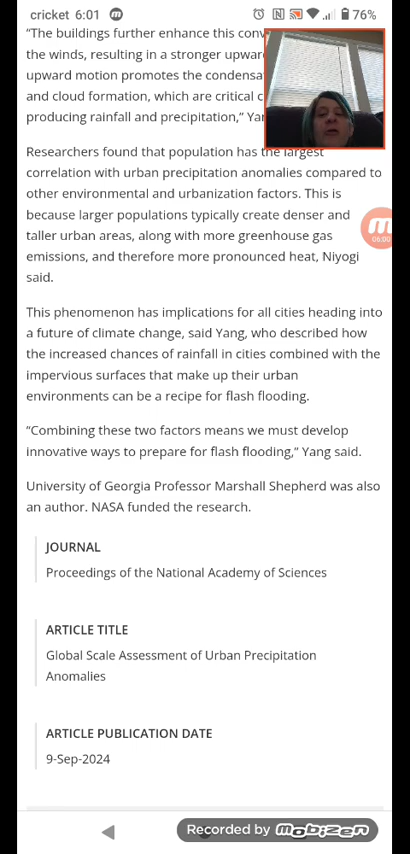 cricket 6:01 76%
“The buildings further enhance this
the winds, resulting in a stronger
upward motion promotes the
and cloud formation, which are critical
producing rainfall and precipitation,”
Researchers found that population has the largest
correlation with urban precipitation anomalies compared to
other environmental and urbanization factors. This is
because larger populations typically create denser and
taller urban areas, along with more greenhouse gas
06:00
emissions, and therefore more pronounced heat, Niyogi
said.
This phenomenon has implications for all cities heading into
a future of climate change, said Yang, who described how
the increased chances of rainfall in cities combined with the
impervious surfaces that make up their urban
environments can be a recipe for flash flooding.
“Combining these two factors means we must develop
innovative ways to prepare for flash flooding,” Yang said.
University of Georgia Professor Marshall Shepherd was also
an author. NASA funded the research.
JOURNAL
Proceedings of the National Academy of Sciences
ARTICLE TITLE
Global Scale Assessment of Urban Precipitation
Anomalies
ARTICLE PUBLICATION DATE
9-Sep-2024
Recorded by mobizen